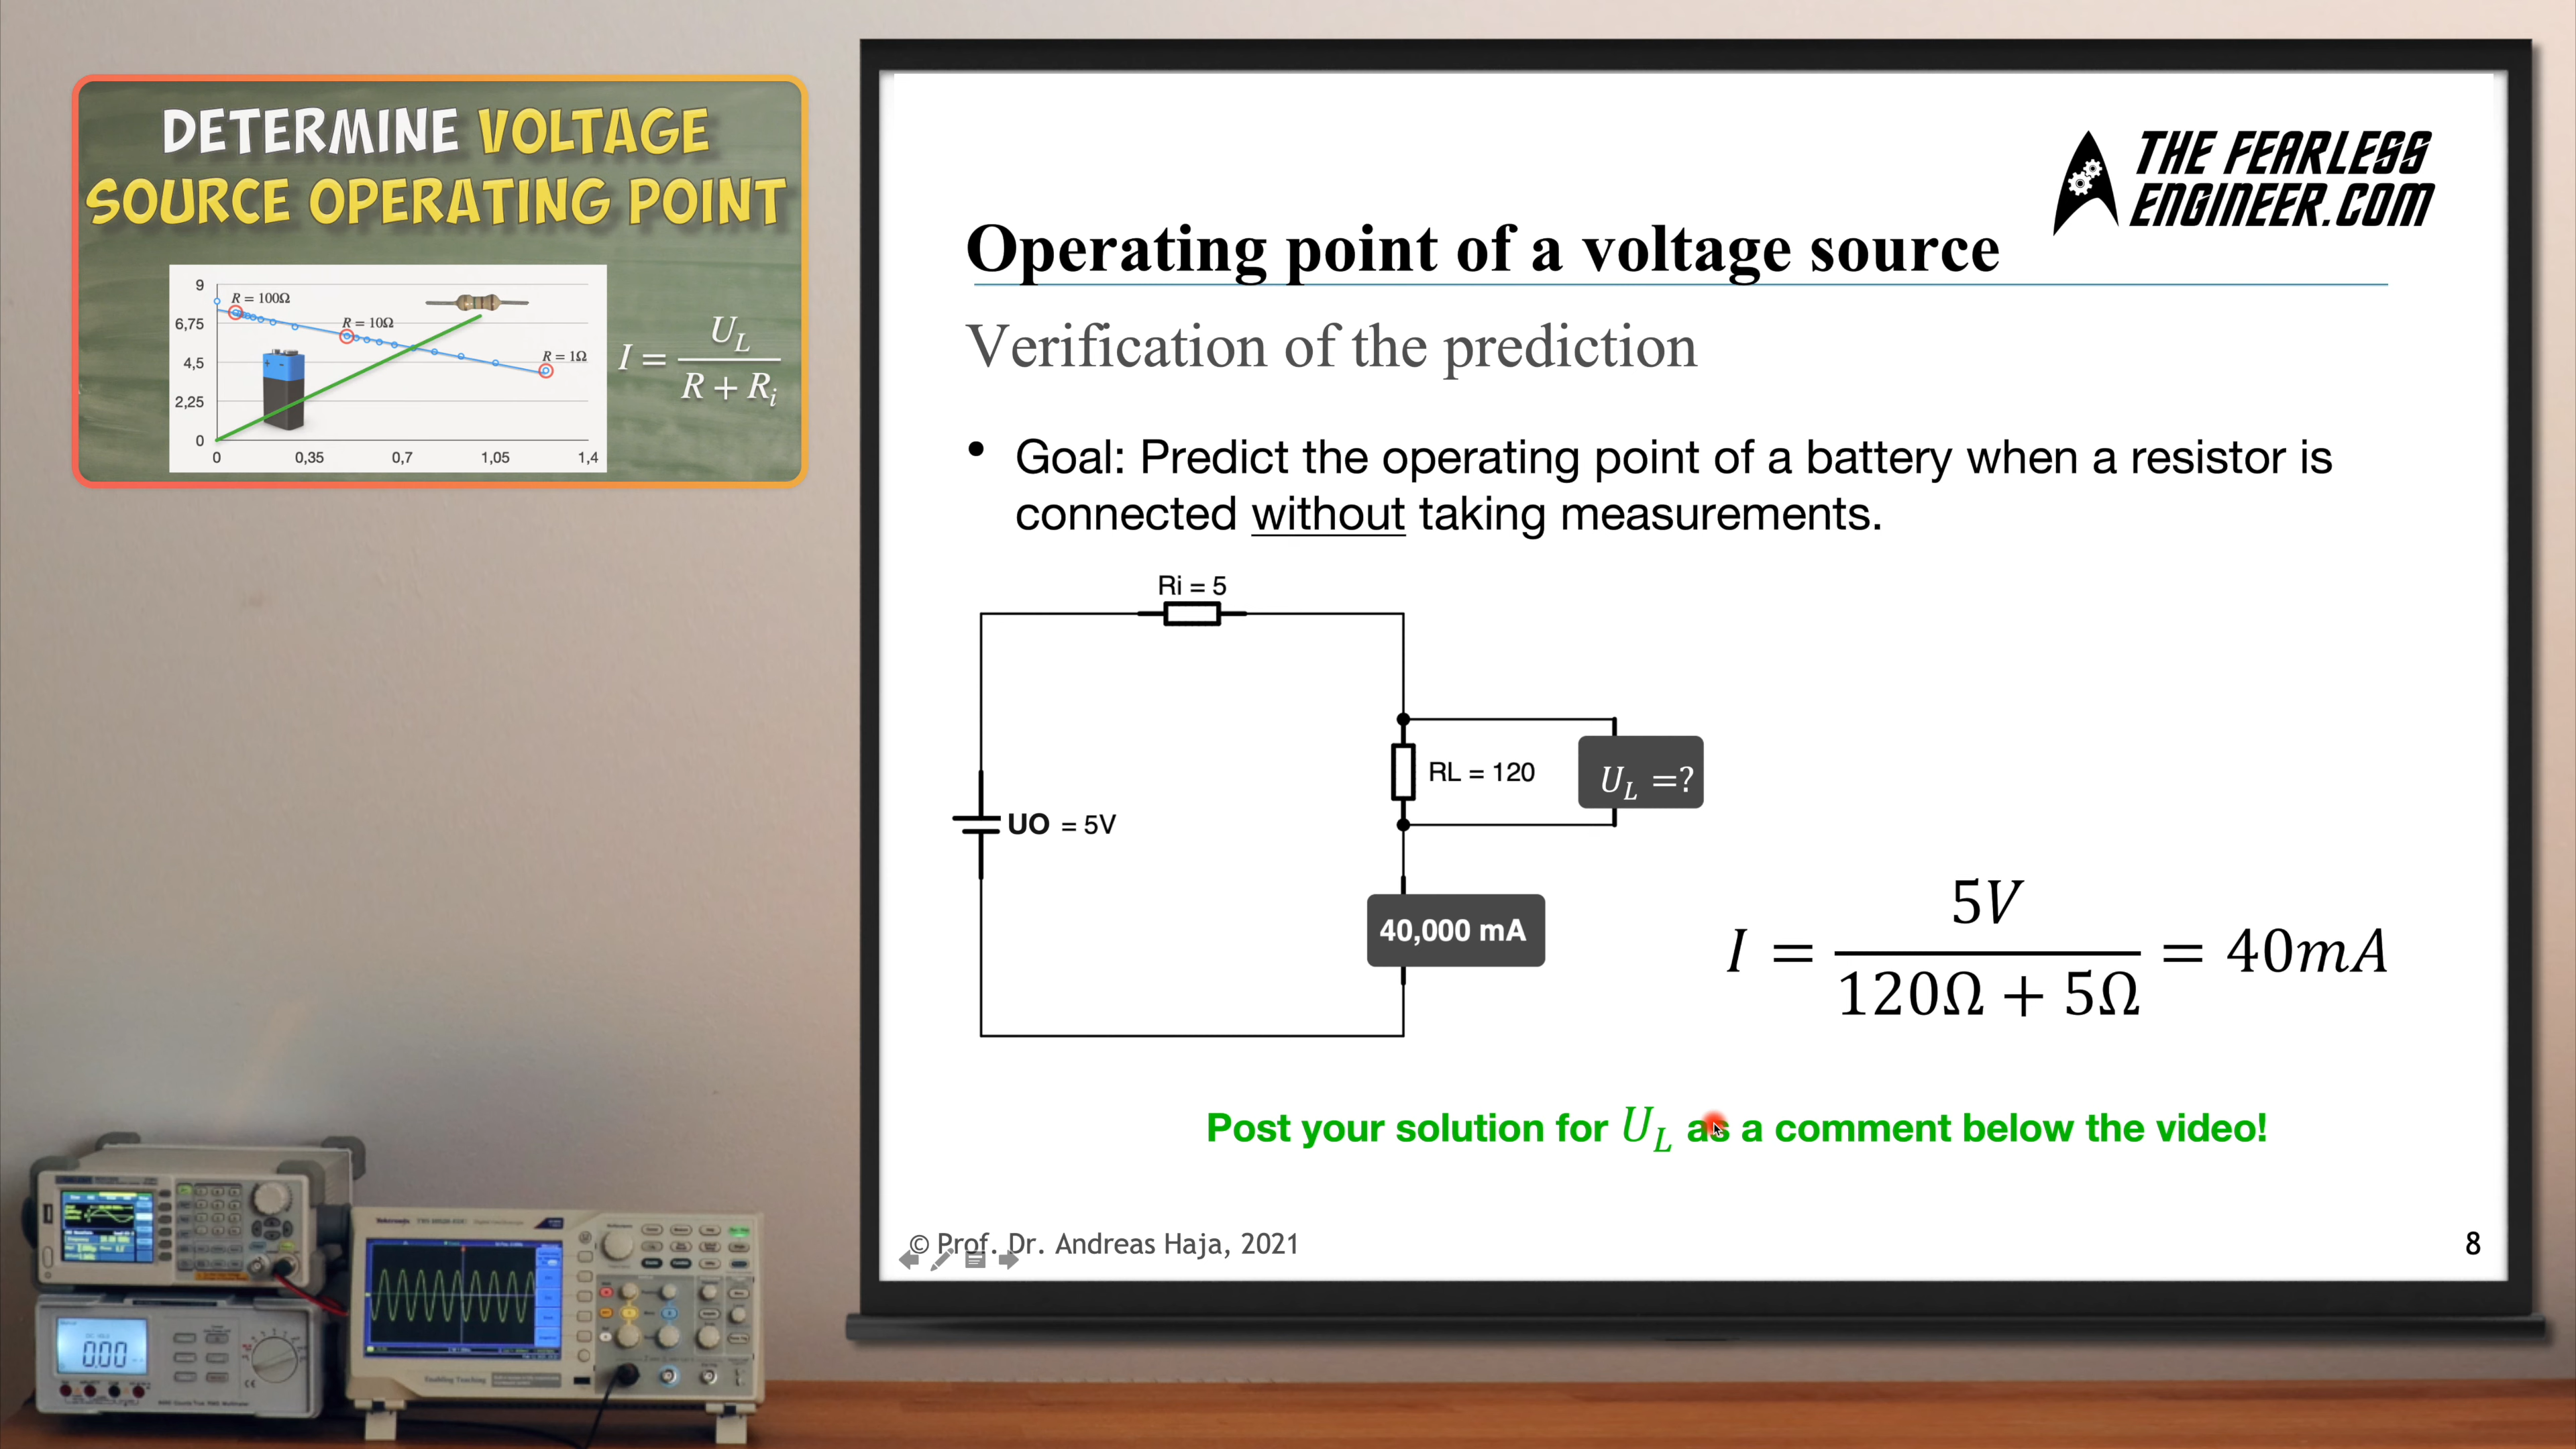 DETERMINE VOLTAGE
SOURCE OPERATING POINT
9
6,75
4,5
2,25
0
0
0,35
0,7
1,05
1,4
R = 100Ω
R = 10Ω
R = 1Ω
+ -
I = U_L / (R + R_i)
THE FEARLESS
ENGINEER.COM
Operating point of a voltage source
Verification of the prediction
• Goal: Predict the operating point of a battery when a resistor is
connected without taking measurements.
Ri = 5
RL = 120
U_L =?
UO = 5V
40,000 mA
I = 5V / (120Ω + 5Ω) = 40mA
Post your solution for U_L as a comment below the video!
© Prof. Dr. Andreas Haja, 2021
8
Tektronix
0.00